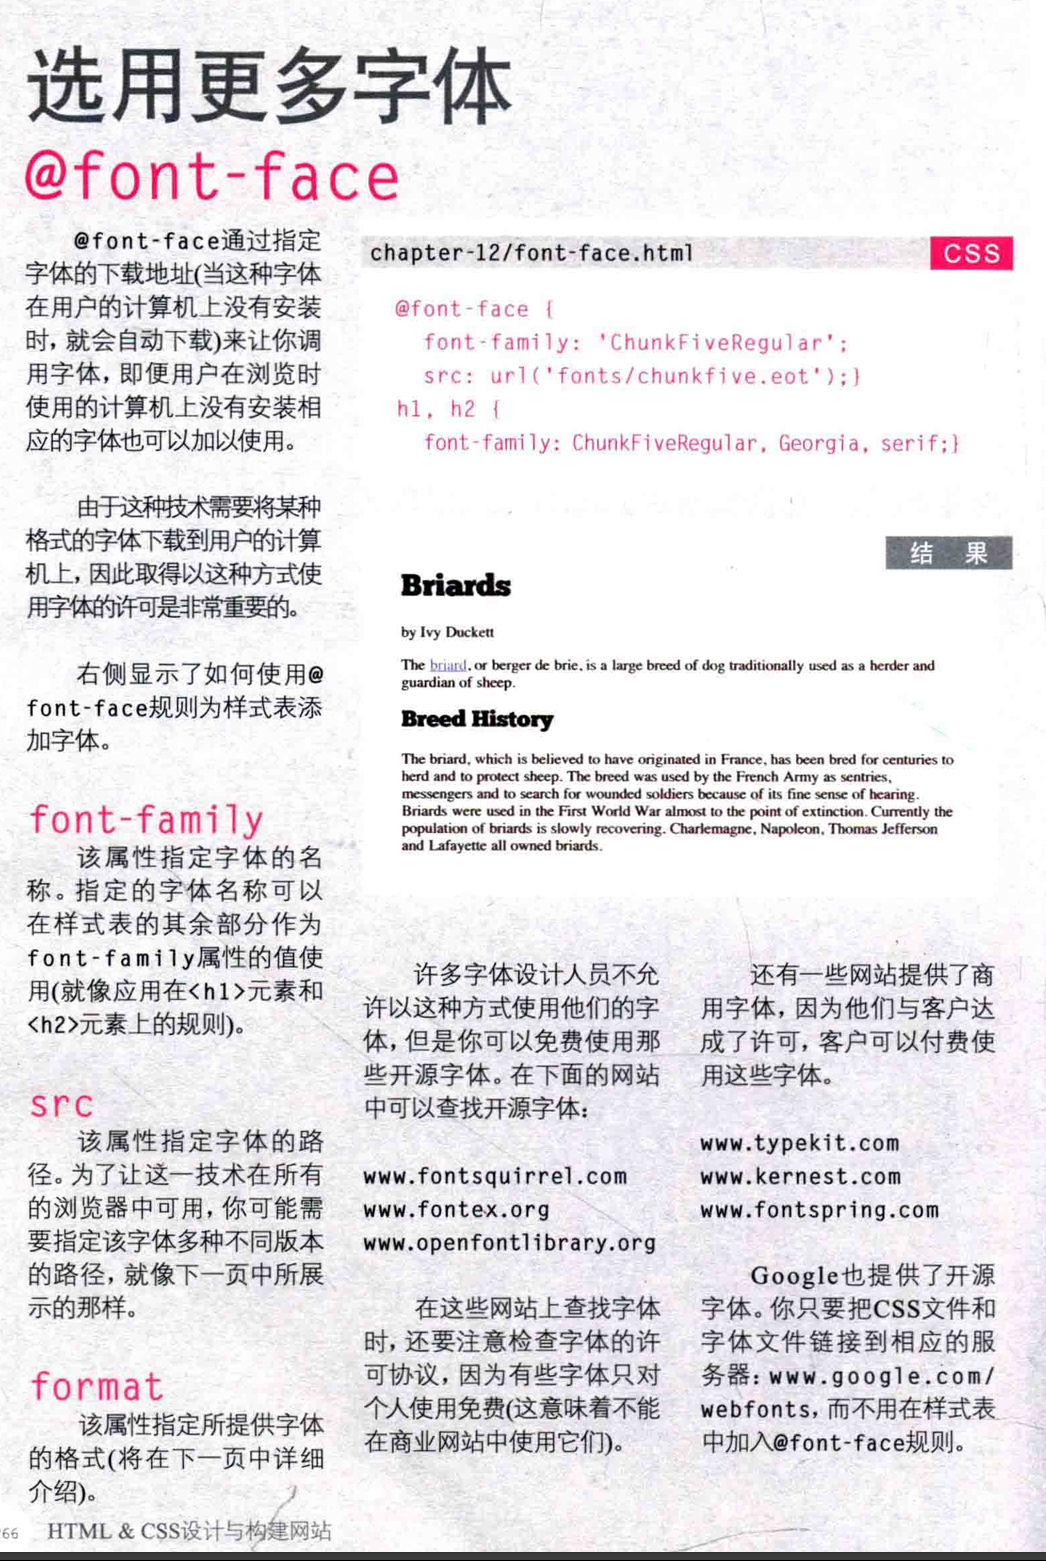 选用更多字体
@font-face
@font-face通过指定
字体的下载地址(当这种字体
在用户的计算机上没有安装
时，就会自动下载)来让你调
用字体，即便用户在浏览时
使用的计算机上没有安装相
应的字体也可以加以使用。
由于这种技术需要将某种
格式的字体下载到用户的计算
机上，因此取得以这种方式使
用字体的许可是非常重要的。
右侧显示了如何使用@
font-face规则为样式表添
加字体。
font-family
该属性指定字体的名
称。指定的字体名称可以
在样式表的其余部分作为
font-family属性的值使
用(就像应用在<h1>元素和
<h2>元素上的规则)。
src
该属性指定字体的路
径。为了让这一技术在所有
的浏览器中可用，你可能需
要指定该字体多种不同版本
的路径，就像下一页中所展
示的那样。
format
该属性指定所提供字体
的格式(将在下一页中详细
介绍)。
chapter-12/font-face.html
CSS
@font-face {
font-family: 'ChunkFiveRegular';
src: url('fonts/chunkfive.eot');}
h1, h2 {
font-family: ChunkFiveRegular, Georgia, serif;}
结 果
Briards
by Ivy Duckett
The briard, or berger de brie, is a large breed of dog traditionally used as a herder and
guardian of sheep.
Breed History
The briard, which is believed to have originated in France, has been bred for centuries to
herd and to protect sheep. The breed was used by the French Army as sentries,
messengers and to search for wounded soldiers because of its fine sense of hearing.
Briards were used in the First World War almost to the point of extinction. Currently the
population of briards is slowly recovering. Charlemagne, Napoleon, Thomas Jefferson
and Lafayette all owned briards.
许多字体设计人员不允
许以这种方式使用他们的字
体，但是你可以免费使用那
些开源字体。在下面的网站
中可以查找开源字体：
www.fontsquirrel.com
www.fontex.org
www.openfontlibrary.org
在这些网站上查找字体
时，还要注意检查字体的许
可协议，因为有些字体只对
个人使用免费(这意味着不能
在商业网站中使用它们)。
还有一些网站提供了商
用字体，因为他们与客户达
成了许可，客户可以付费使
用这些字体。
www.typekit.com
www.kernest.com
www.fontspring.com
Google也提供了开源
字体。你只要把CSS文件和
字体文件链接到相应的服
务器：www.google.com/
webfonts，而不用在样式表
中加入@font-face规则。
HTML & CSS设计与构建网站